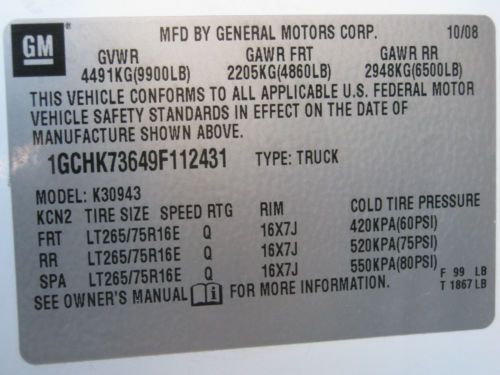 GM
MFD BY GENERAL MOTORS CORP. 10/08
GVWR GAWR FRT GAWR RR
4491KG(9900LB) 2205KG(4860LB) 2948KG(6500LB)
THIS VEHICLE CONFORMS TO ALL APPLICABLE U.S. FEDERAL MOTOR
VEHICLE SAFETY STANDARDS IN EFFECT ON THE DATE OF
MANUFACTURE SHOWN ABOVE.
1GCHK73649F112431 TYPE: TRUCK
MODEL: K30943
KCN2 TIRE SIZE SPEED RTG RIM COLD TIRE PRESSURE
FRT LT265/75R16E Q 16X7J 420KPA(60PSI)
RR LT265/75R16E Q 16X7J 520KPA(75PSI)
SPA LT265/75R16E Q 16X7J 550KPA(80PSI)
SEE OWNER'S MANUAL i FOR MORE INFORMATION.
F 99 LB
T 1867 LB